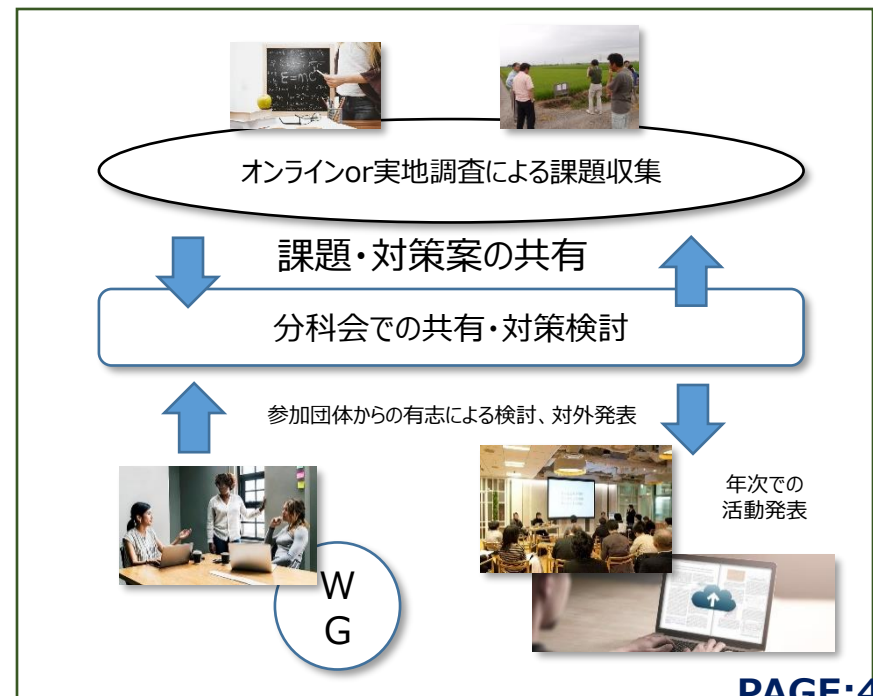 E=mc²
オンラインor実地調査による課題収集
課題・対策案の共有
分科会での共有・対策検討
参加団体からの有志による検討、対外発表
年次での
活動発表
W
G
PAGE:4